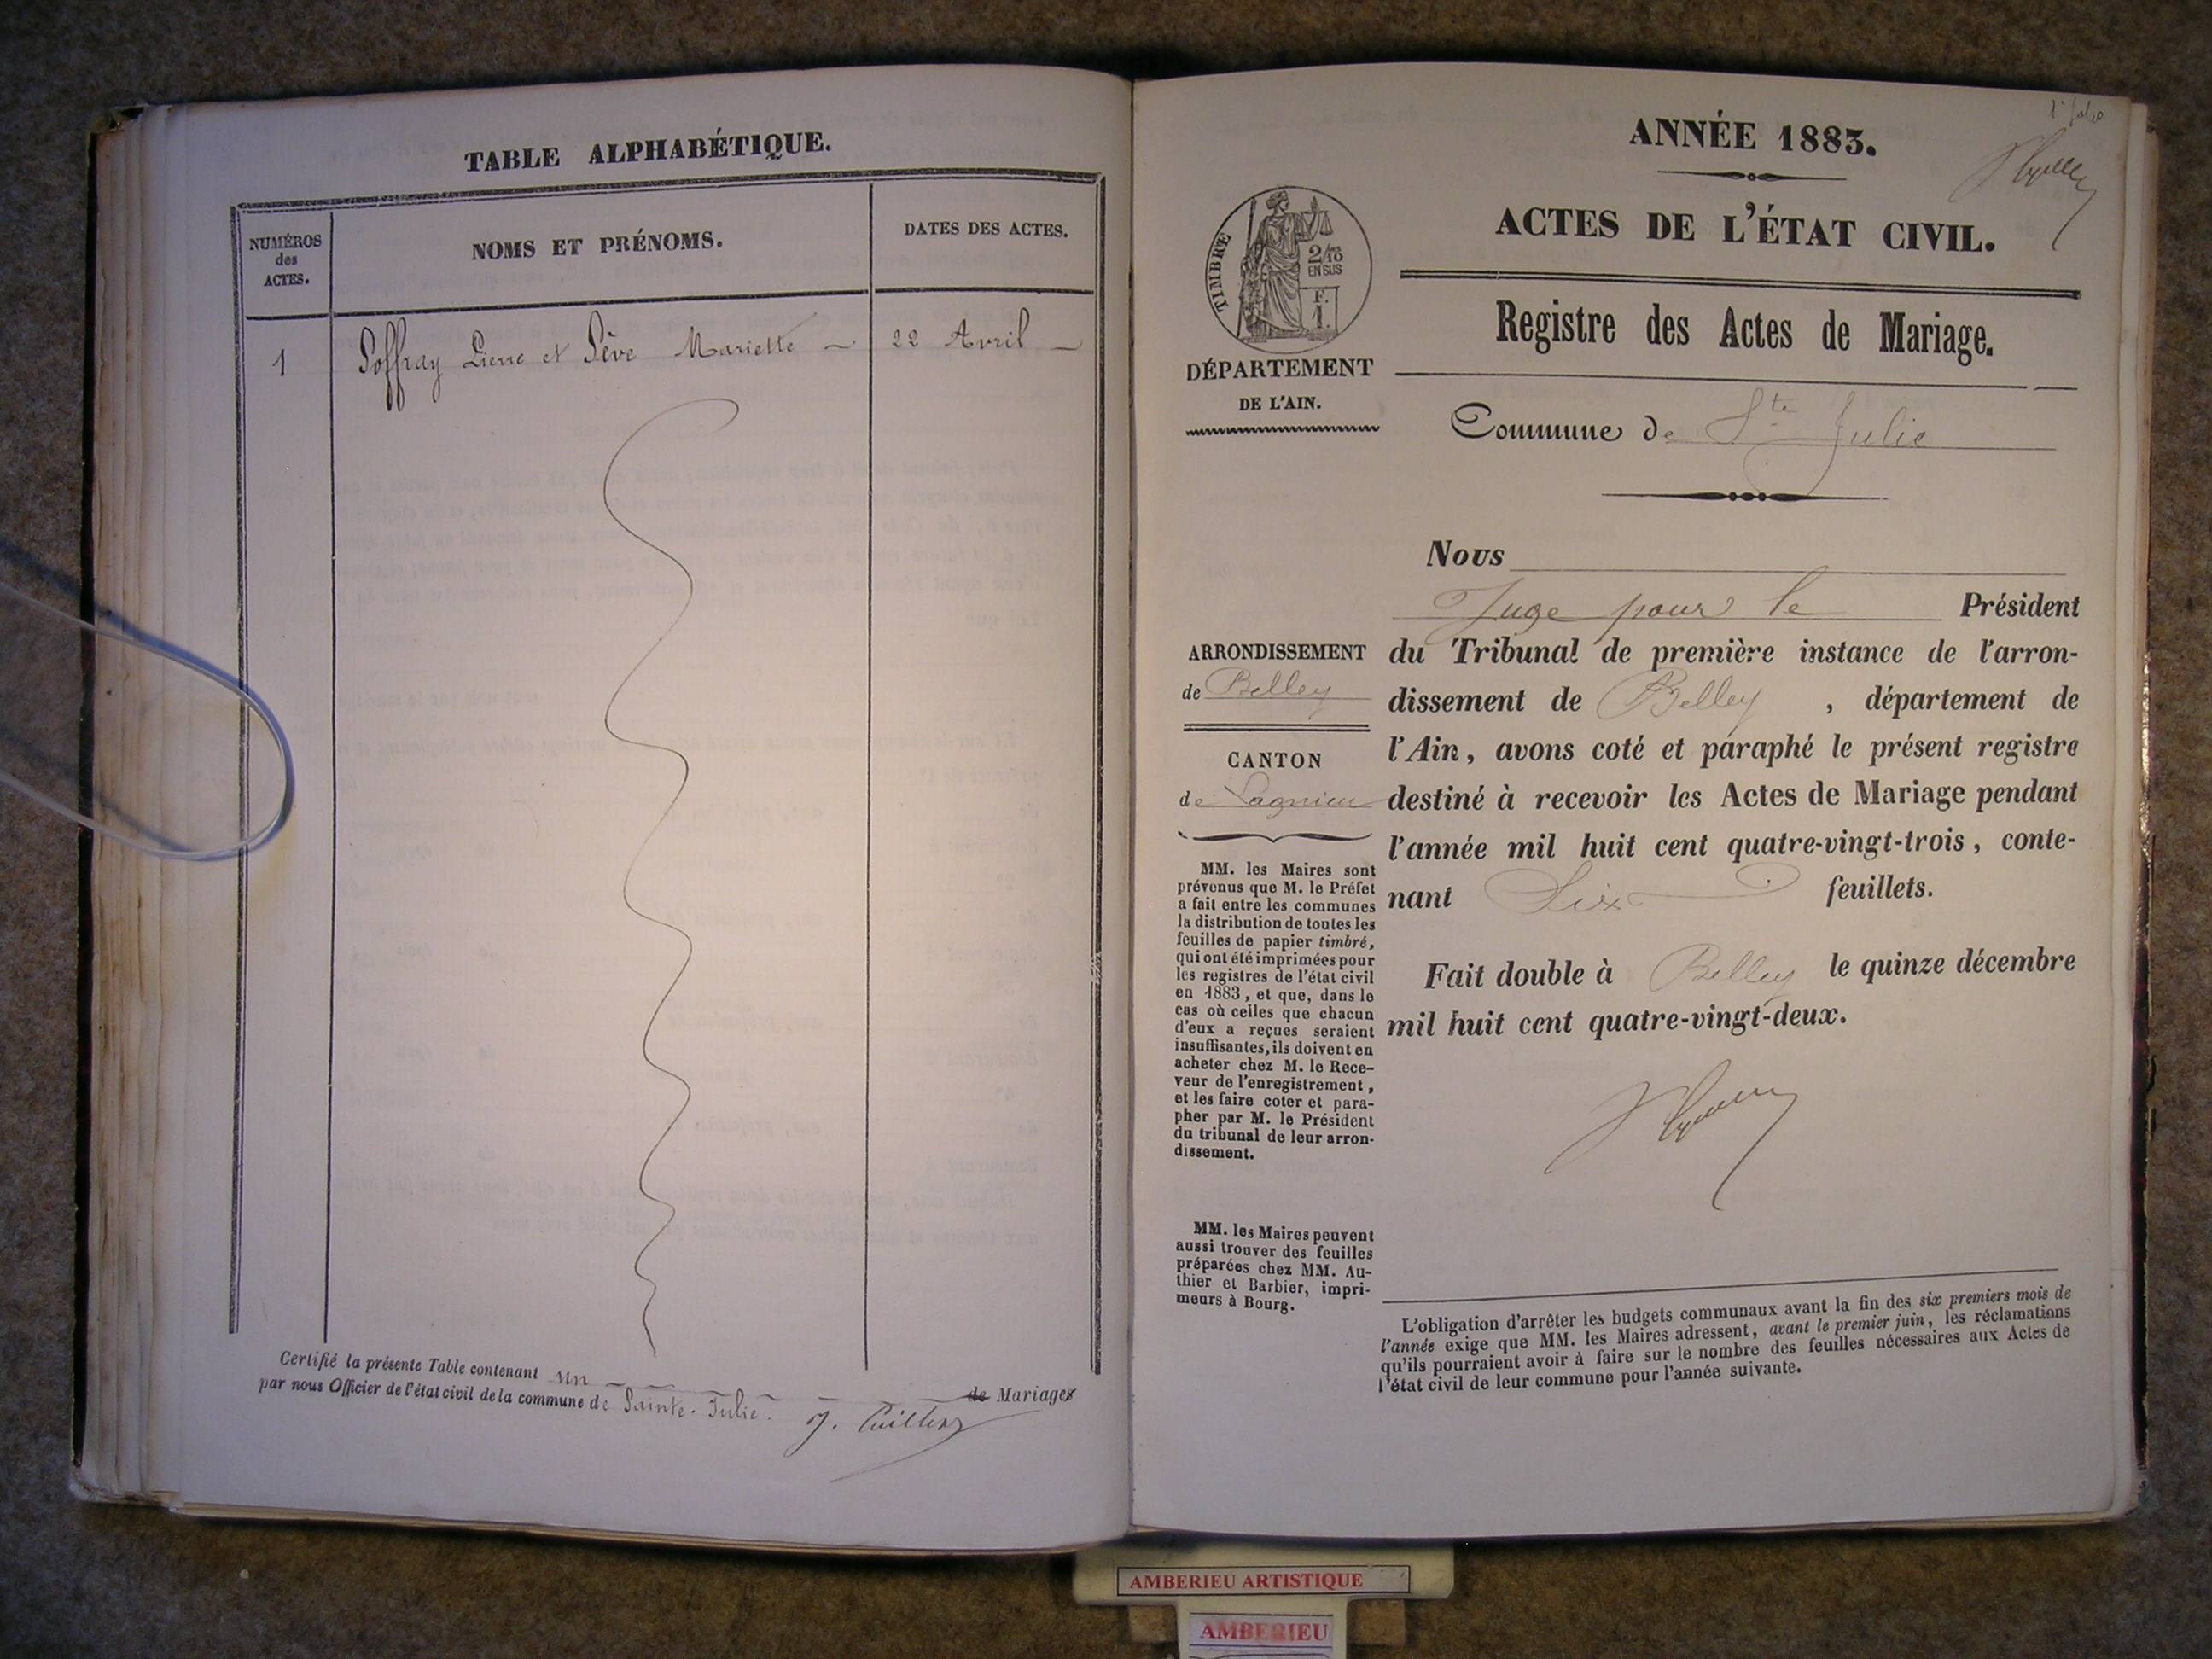 TABLE ALPHABÉTIQUE.
NUMÉROS
des
ACTES.
NOMS ET PRÉNOMS.
DATES DES ACTES.
1 Poffray Pierre et Sève Mariette 22 Avril
Certifié la présente Table contenant un
de Mariages
par nous Officier de l'état civil de la commune de Sainte-Julie.
ANNÉE 1883.
ACTES DE L'ÉTAT CIVIL.
TIMBRE
2/10
EN SUS
F.
1.
Registre des Actes de Mariage.
DÉPARTEMENT
DE L'AIN.
Commune de Ste Julie
Nous
Juge pour le Président
du Tribunal de première instance de l'arron-
dissement de Belley , département de
l'Ain, avons coté et paraphé le présent registre
destiné à recevoir les Actes de Mariage pendant
l'année mil huit cent quatre-vingt-trois, conte-
nant Six feuillets.
Fait double à Belley le quinze décembre
mil huit cent quatre-vingt-deux.
ARRONDISSEMENT
de Belley
CANTON
de Lagnieu
MM. les Maires sont
prévenus que M. le Préfet
a fait entre les communes
la distribution de toutes les
feuilles de papier timbré,
qui ont été imprimées pour
les registres de l'état civil
en 1883, et que, dans le
cas où celles que chacun
d'eux a reçues seraient
insuffisantes, ils doivent en
acheter chez M. le Rece-
veur de l'enregistrement,
et les faire coter et para-
pher par M. le Président
du tribunal de leur arron-
dissement.
MM. les Maires peuvent
aussi trouver des feuilles
préparées chez MM. Au-
thier et Barbier, impri-
meurs à Bourg.
L'obligation d'arrêter les budgets communaux avant la fin des six premiers mois de
l'année exige que MM. les Maires adressent, avant le premier juin, les réclamations
qu'ils pourraient avoir à faire sur le nombre des feuilles nécessaires aux Actes de
l'état civil de leur commune pour l'année suivante.
AMBERIEU ARTISTIQUE
AMBERIEU